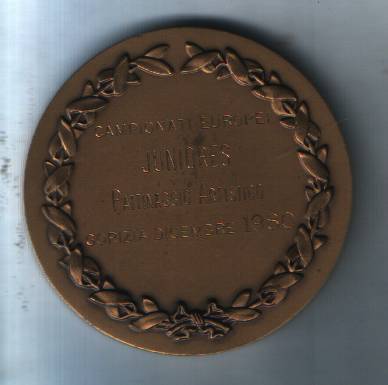 CAMPIONATI EUROPEI
JUNIORES
PATTINAGGIO ARTISTICO
GORIZIA DICEMBRE 1980